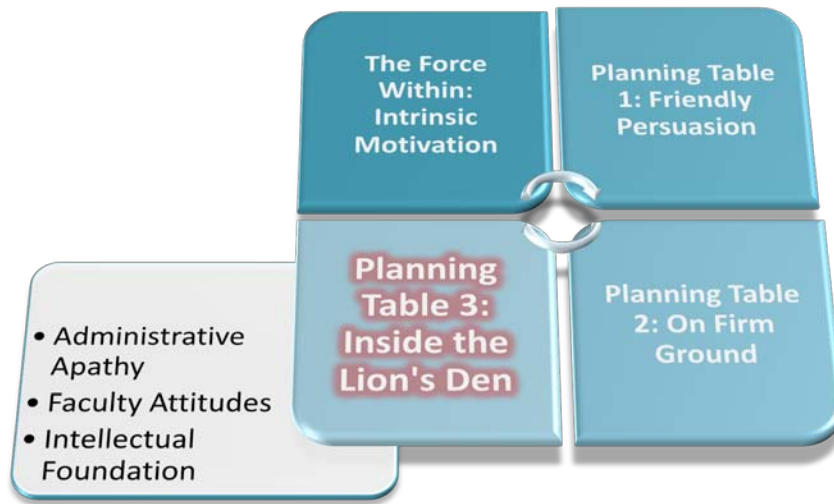 The Force
Within:
Intrinsic
Motivation
Planning Table
1: Friendly
Persuasion
Planning
Table 3:
Inside the
Lion's Den
Planning Table
2: On Firm
Ground
• Administrative
Apathy
• Faculty Attitudes
• Intellectual
Foundation